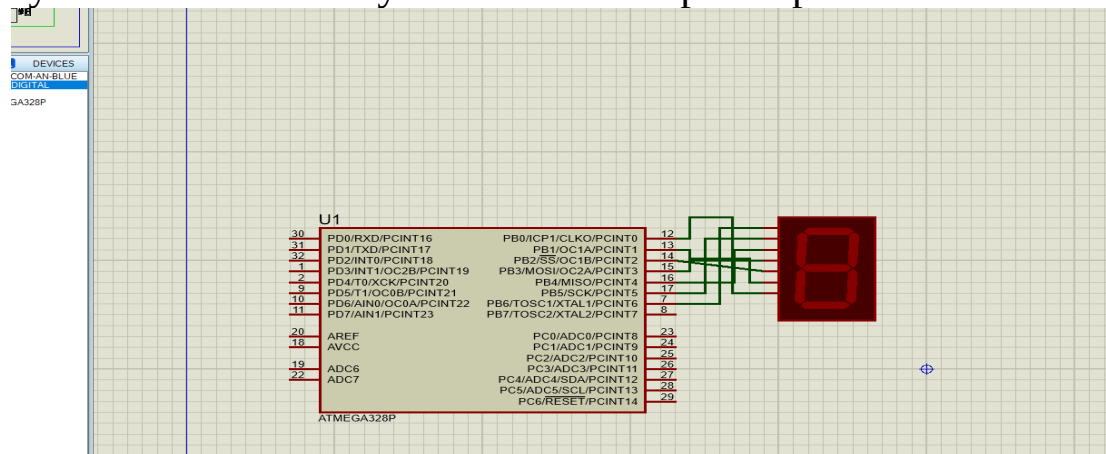 DEVICES
COM-AN-BLUE
DIGITAL
GA328P
U1
30 PD0/RXD/PCINT16 PB0/ICP1/CLKO/PCINT0 12
31 PD1/TXD/PCINT17 PB1/OC1A/PCINT1 13
32 PD2/INT0/PCINT18 PB2/SS/OC1B/PCINT2 14
1 PD3/INT1/OC2B/PCINT19 PB3/MOSI/OC2A/PCINT3 15
2 PD4/T0/XCK/PCINT20 PB4/MISO/PCINT4 16
9 PD5/T1/OC0B/PCINT21 PB5/SCK/PCINT5 17
10 PD6/AIN0/OC0A/PCINT22 PB6/TOSC1/XTAL1/PCINT6 7
11 PD7/AIN1/PCINT23 PB7/TOSC2/XTAL2/PCINT7 8
20 AREF PC0/ADC0/PCINT8 23
18 AVCC PC1/ADC1/PCINT9 24
PC2/ADC2/PCINT10 25
19 ADC6 PC3/ADC3/PCINT11 26
22 ADC7 PC4/ADC4/SDA/PCINT12 27
PC5/ADC5/SCL/PCINT13 28
PC6/RESET/PCINT14 29
ATMEGA328P